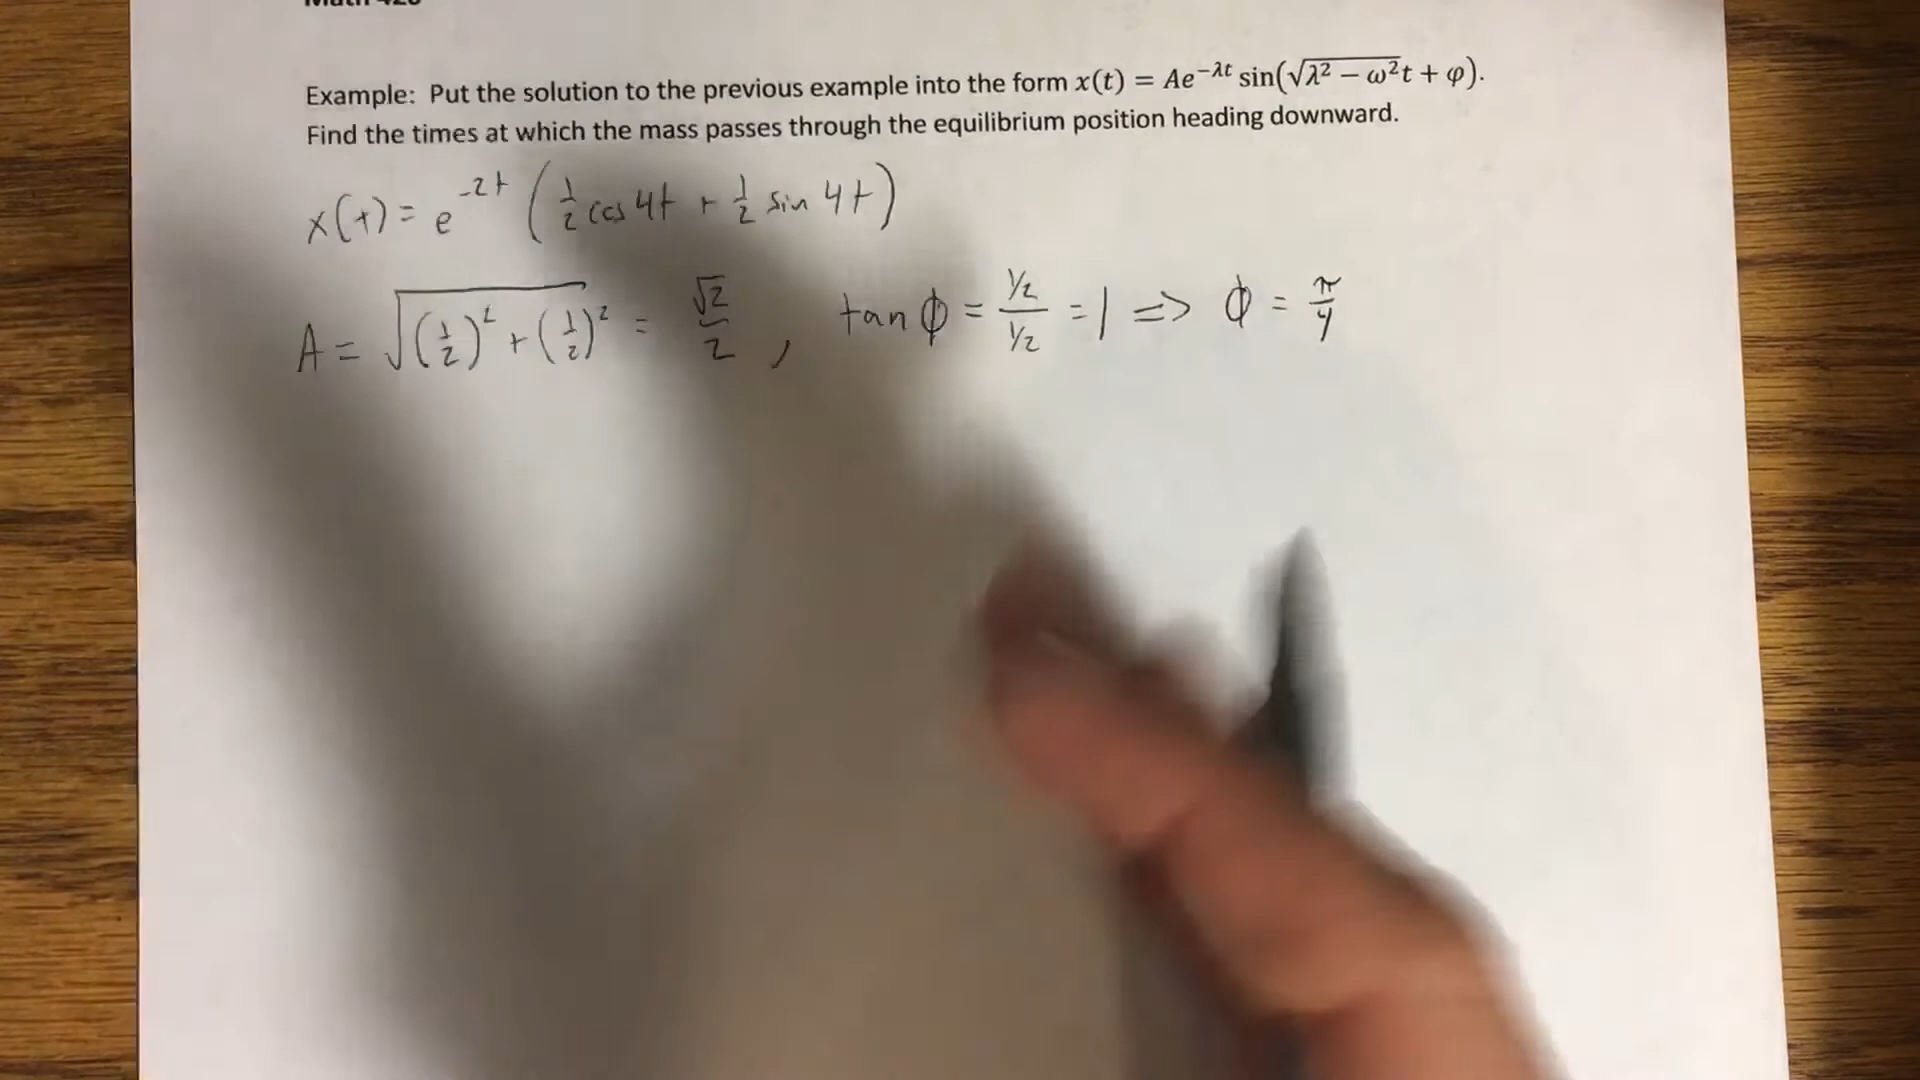 Example: Put the solution to the previous example into the form x(t) = Ae^{-λt} sin(√(λ² − ω²)t + φ).
Find the times at which the mass passes through the equilibrium position heading downward.
x(t) = e^{-2t} (½ cos 4t + ½ sin 4t)
A = √((½)² + (½)²) = √2/2 , tan ϕ = ½/½ = 1 => ϕ = π/4